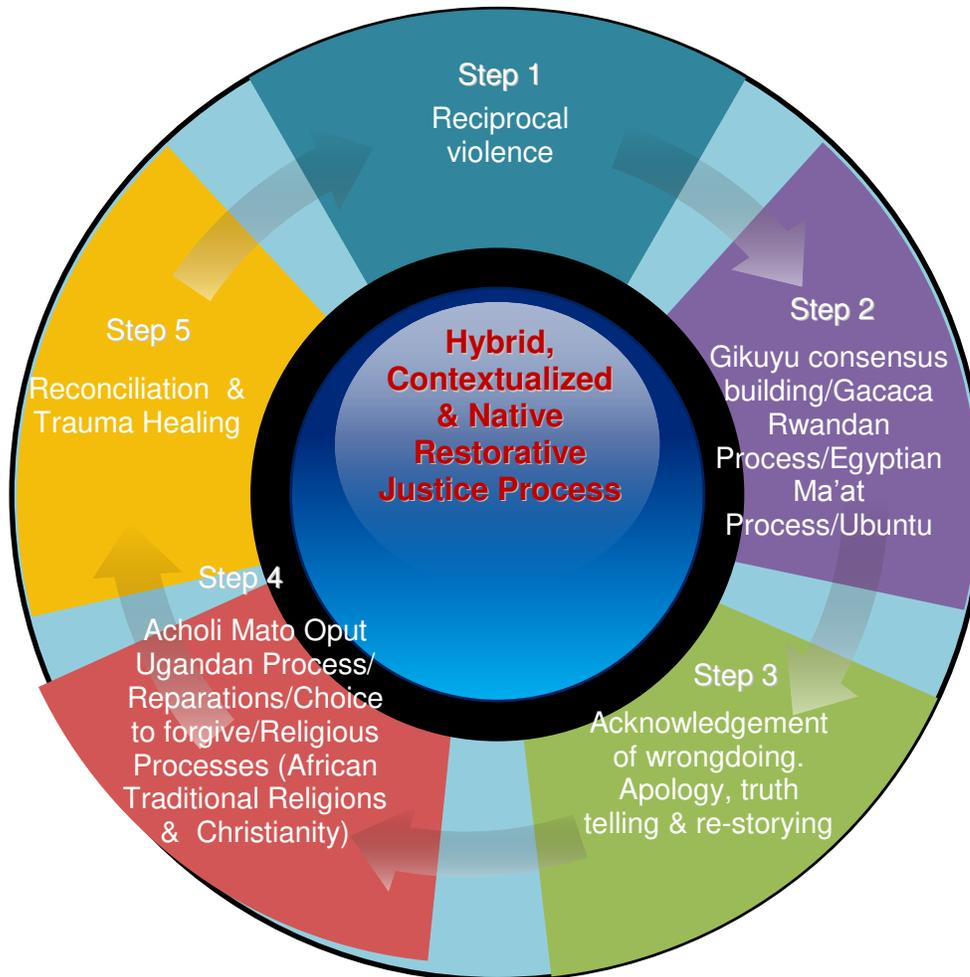 Step 1
Reciprocal
violence
Step 2
Gikuyu consensus
building/Gacaca
Rwandan
Process/Egyptian
Ma’at
Process/Ubuntu
Step 3
Acknowledgement
of wrongdoing.
Apology, truth
telling & re-storying
Step 4
Acholi Mato Oput
Ugandan Process/
Reparations/Choice
to forgive/Religious
Processes (African
Traditional Religions
& Christianity)
Step 5
Reconciliation &
Trauma Healing
Hybrid,
Contextualized
& Native
Restorative
Justice Process